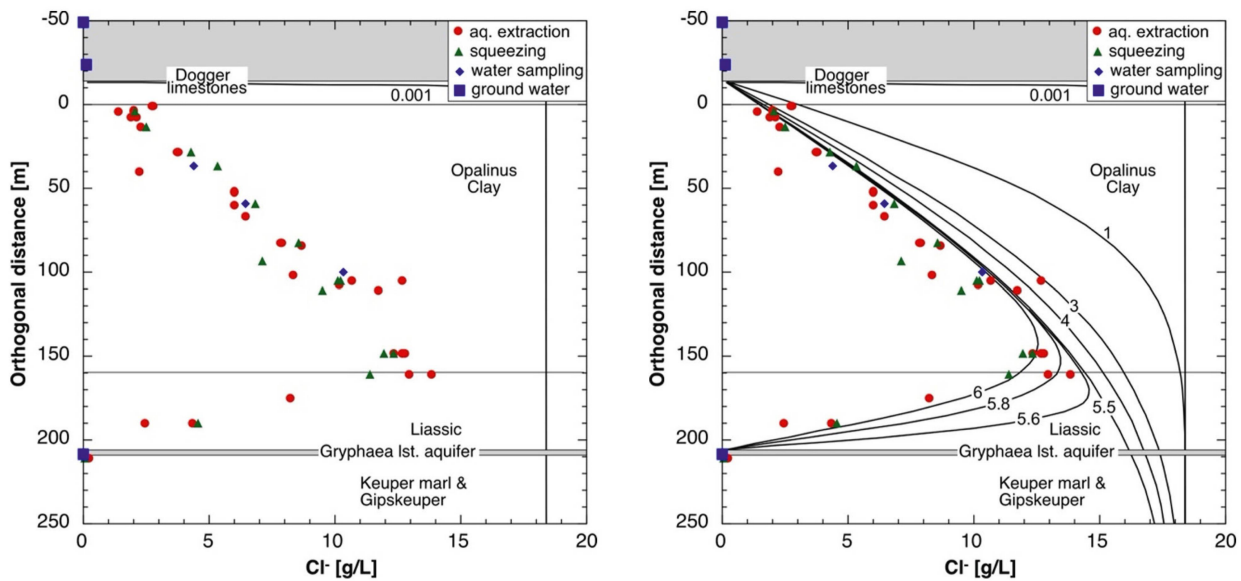 -50
0
50
100
150
200
250
Orthogonal distance [m]
0
5
10
15
20
Cl- [g/L]
aq. extraction
squeezing
water sampling
ground water
Dogger
limestones
0.001
Opalinus
Clay
Liassic
Gryphaea lst. aquifer
Keuper marl &
Gipskeuper
-50
0
50
100
150
200
250
Orthogonal distance [m]
0
5
10
15
20
Cl- [g/L]
aq. extraction
squeezing
water sampling
ground water
Dogger
limestones
0.001
Opalinus
Clay
1
3
4
6
5.8
5.5
5.6
Liassic
Gryphaea lst. aquifer
Keuper marl &
Gipskeuper